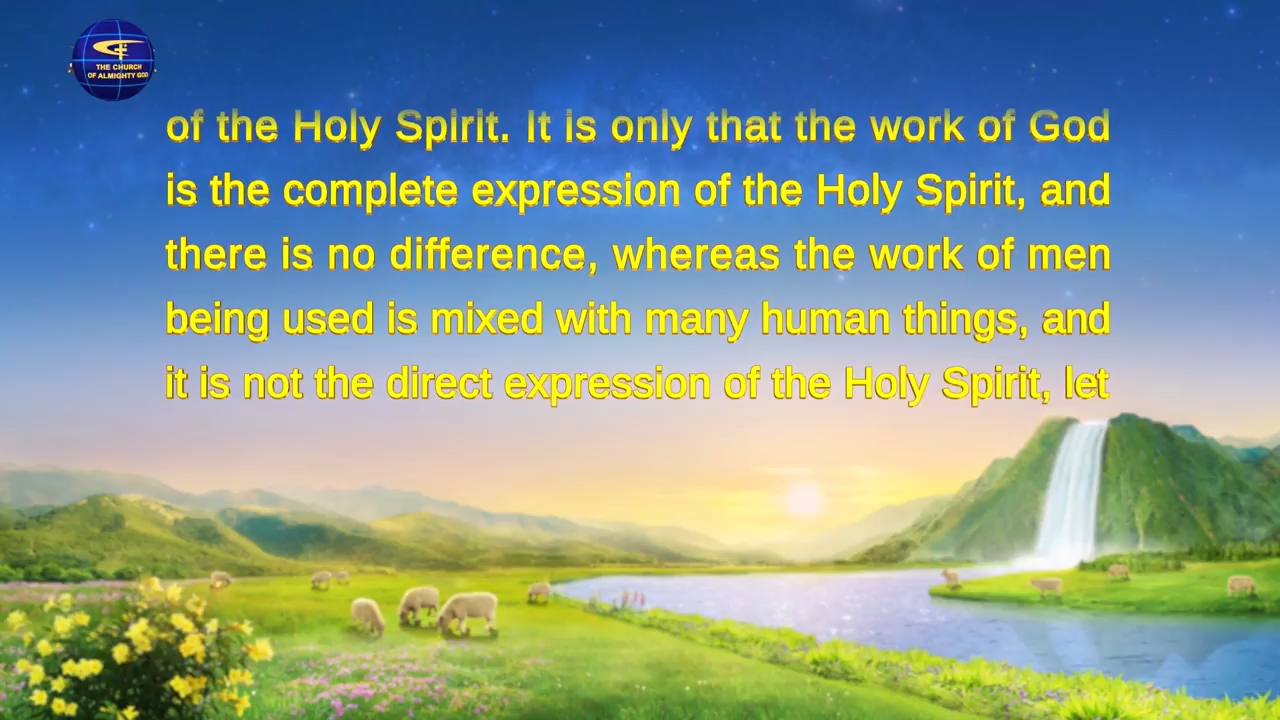 THE CHURCH
OF ALMIGHTY GOD
of the Holy Spirit. It is only that the work of God
is the complete expression of the Holy Spirit, and
there is no difference, whereas the work of men
being used is mixed with many human things, and
it is not the direct expression of the Holy Spirit, let